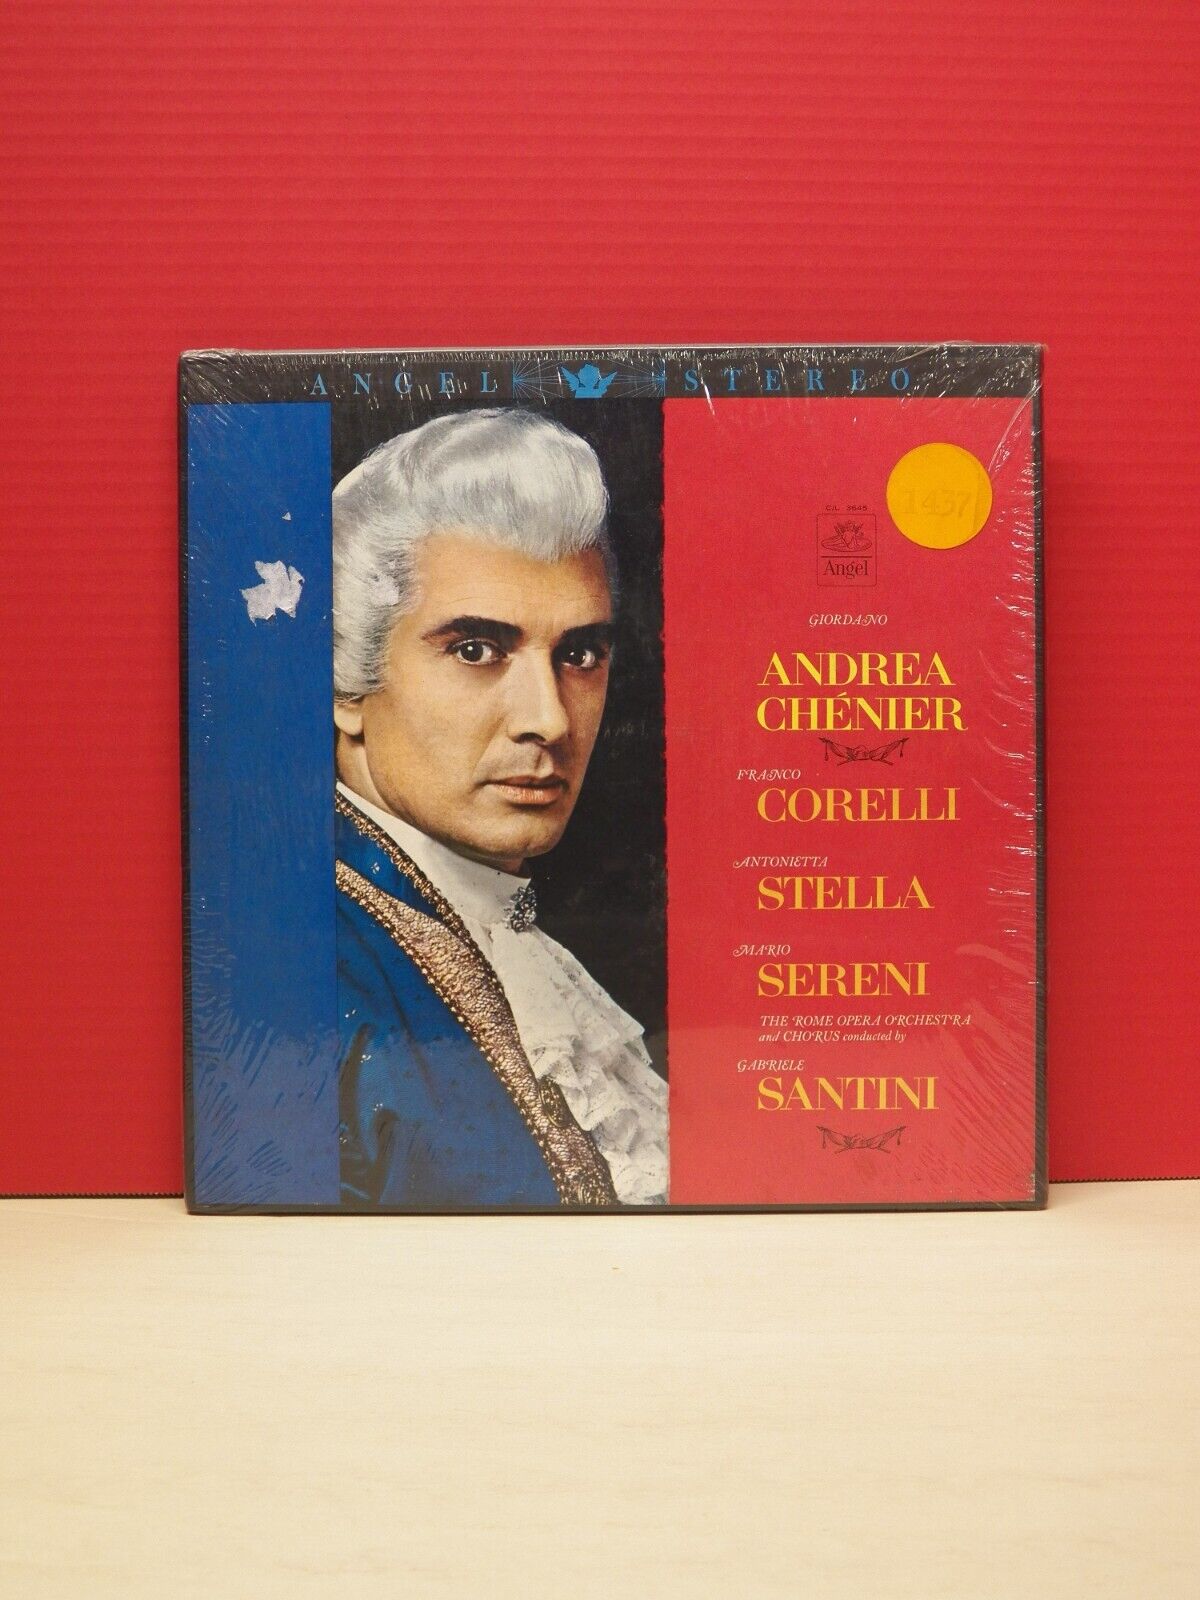 ANGEL STEREO
1437
C/L 3645
Angel
GIORDANO
ANDREA
CHÉNIER
FRANCO
CORELLI
ANTONIETTA
STELLA
MARIO
SERENI
THE ROME OPERA ORCHESTRA
and CHORUS conducted by
GABRIELE
SANTINI